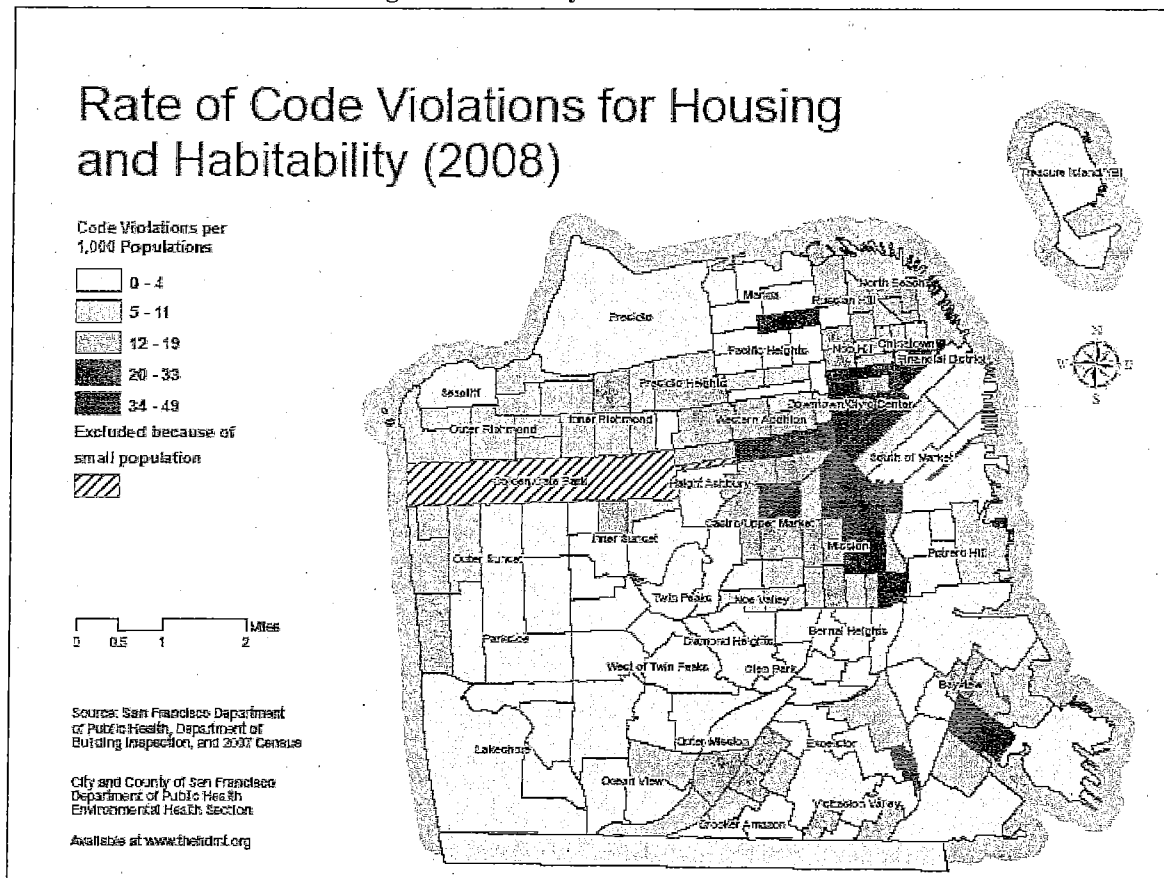 Rate of Code Violations for Housing
and Habitability (2008)
Code Violations per
1,000 Populations
0 - 4
5 - 11
12 - 19
20 - 33
34 - 49
Excluded because of
small population
0 0.5 1 2 Miles
Source: San Francisco Department
of Public Health, Department of
Building Inspection, and 2007 Census
City and County of San Francisco
Department of Public Health
Environmental Health Section
Available at www.thehdmt.org
Treasure Island/YBI
N
W E
S
North Beach
Marina
Russian Hill
Presidio
Chinatown
Nob Hill
Pacific Heights
Financial District
Seacliff
Presidio Heights
Downtown/Civic Center
Inner Richmond
Western Addition
Outer Richmond
South of Market
Golden Gate Park
Haight Ashbury
Castro/Upper Market
Inner Sunset
Mission
Potrero Hill
Outer Sunset
Twin Peaks
Noe Valley
Parkside
Diamond Heights
Bernal Heights
West of Twin Peaks
Glen Park
Bayview
Lakeshore
Outer Mission
Excelsior
Ocean View
Visitacion Valley
Crocker Amazon